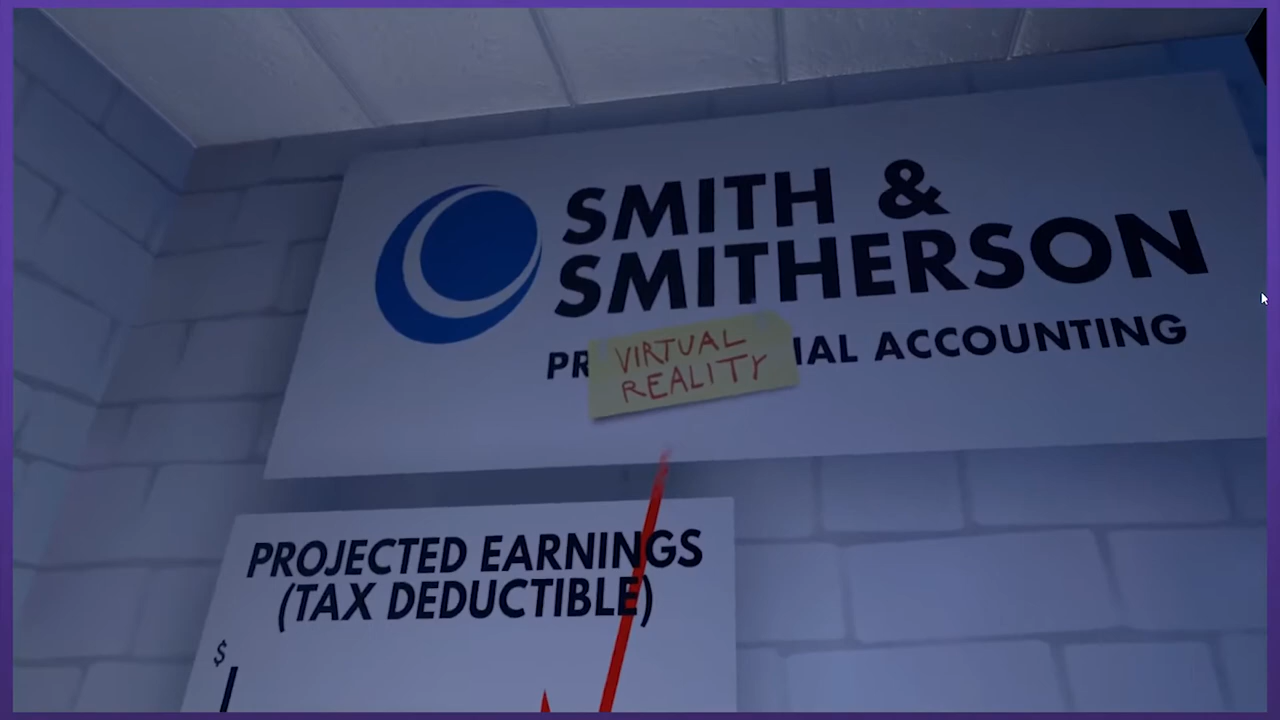 SMITH &
SMITHERSON
PR VIRTUAL REALITY IAL ACCOUNTING
PROJECTED EARNINGS
(TAX DEDUCTIBLE)
$